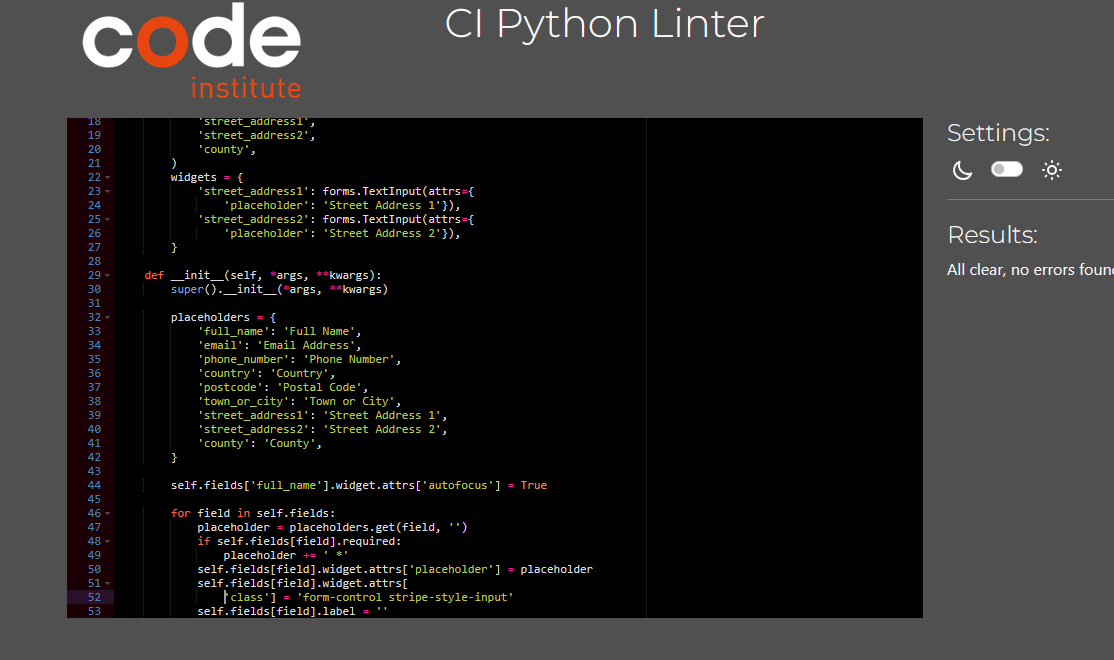 code
institute
CI Python Linter
18 'street_address1',
19 'street_address2',
20 'county',
21 )
22 widgets = {
23 'street_address1': forms.TextInput(attrs={
24 'placeholder': 'Street Address 1'}),
25 'street_address2': forms.TextInput(attrs={
26 'placeholder': 'Street Address 2'}),
27 }
28
29 def __init__(self, *args, **kwargs):
30 super().__init__(*args, **kwargs)
31
32 placeholders = {
33 'full_name': 'Full Name',
34 'email': 'Email Address',
35 'phone_number': 'Phone Number',
36 'country': 'Country',
37 'postcode': 'Postal Code',
38 'town_or_city': 'Town or City',
39 'street_address1': 'Street Address 1',
40 'street_address2': 'Street Address 2',
41 'county': 'County',
42 }
43
44 self.fields['full_name'].widget.attrs['autofocus'] = True
45
46 for field in self.fields:
47 placeholder = placeholders.get(field, '')
48 if self.fields[field].required:
49 placeholder += ' *'
50 self.fields[field].widget.attrs['placeholder'] = placeholder
51 self.fields[field].widget.attrs[
52 'class'] = 'form-control stripe-style-input'
53 self.fields[field].label = ''
Settings:
Results:
All clear, no errors found